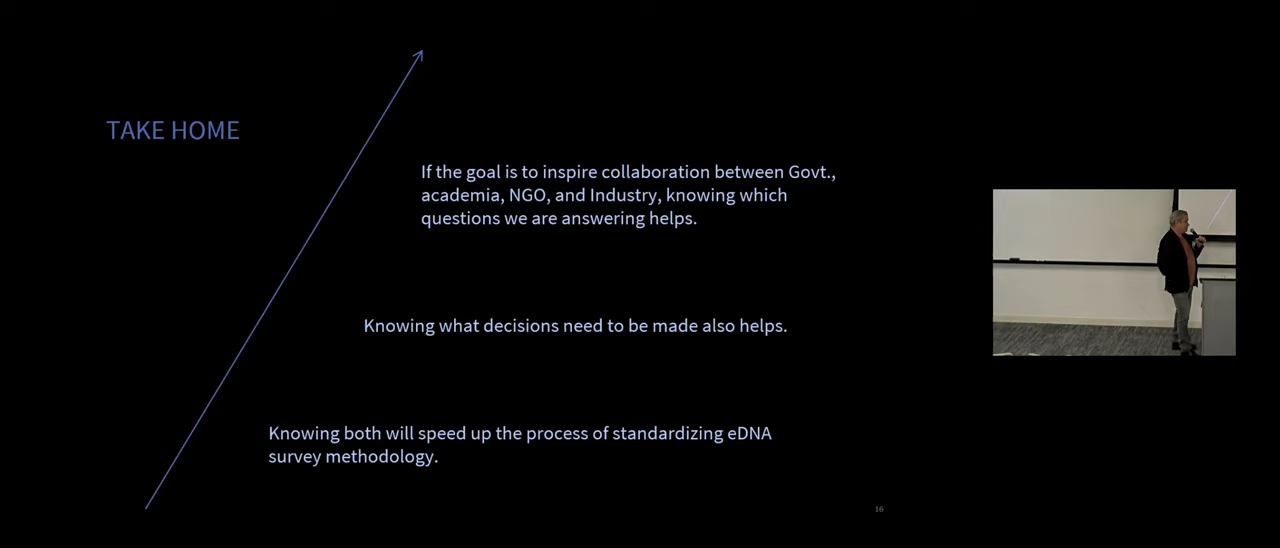 TAKE HOME
If the goal is to inspire collaboration between Govt.,
academia, NGO, and Industry, knowing which
questions we are answering helps.
Knowing what decisions need to be made also helps.
Knowing both will speed up the process of standardizing eDNA
survey methodology.
16